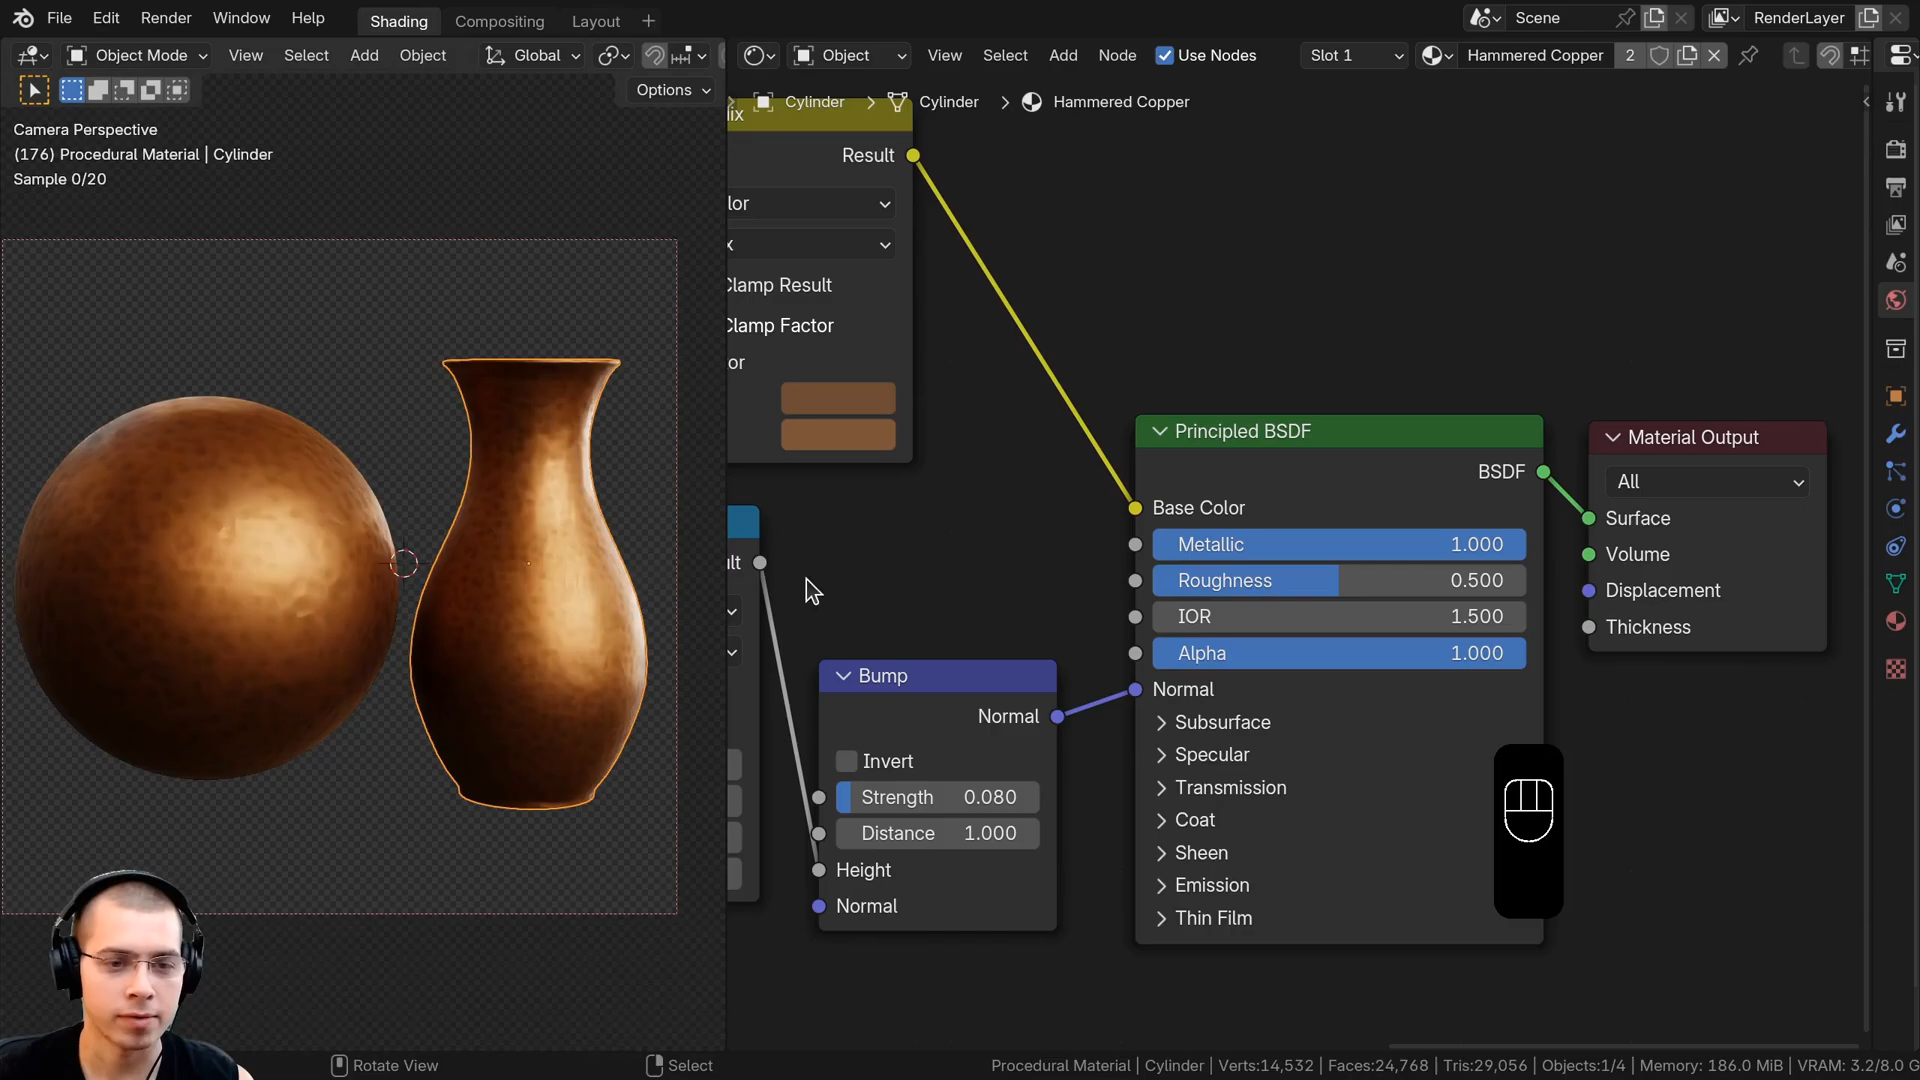 File Edit Render Window Help Shading Compositing Layout Scene RenderLayer
Object Mode View Select Add Object Global
Object View Select Add Node Use Nodes Slot 1 Hammered Copper 2
Options
Cylinder Cylinder Hammered Copper
Camera Perspective
(176) Procedural Material | Cylinder
Sample 0/20
ix
Result
lor
x
Clamp Result
Clamp Factor
or
Principled BSDF
BSDF
Base Color
Metallic 1.000
Roughness 0.500
IOR 1.500
Alpha 1.000
Normal
Subsurface
Specular
Transmission
Coat
Sheen
Emission
Thin Film
Material Output
All
Surface
Volume
Displacement
Thickness
ult
Bump
Normal
Invert
Strength 0.080
Distance 1.000
Height
Normal
Rotate View Select
Procedural Material | Cylinder | Verts:14,532 | Faces:24,768 | Tris:29,056 | Objects:1/4 | Memory: 186.0 MiB | VRAM: 3.2/8.0 G